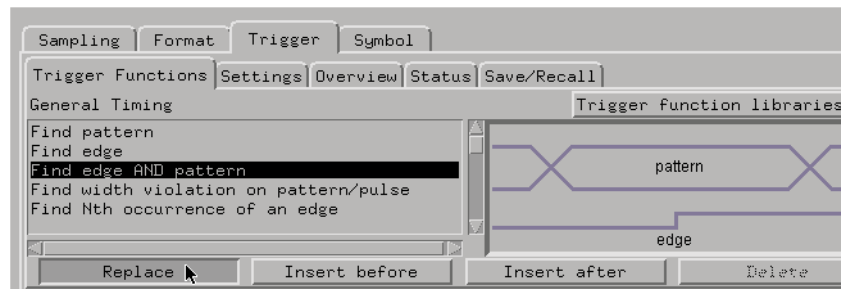 Sampling Format Trigger Symbol
Trigger Functions Settings Overview Status Save/Recall
General Timing Trigger function libraries
Find pattern
Find edge
Find edge AND pattern
Find width violation on pattern/pulse
Find Nth occurrence of an edge
pattern
edge
Replace Insert before Insert after Delete